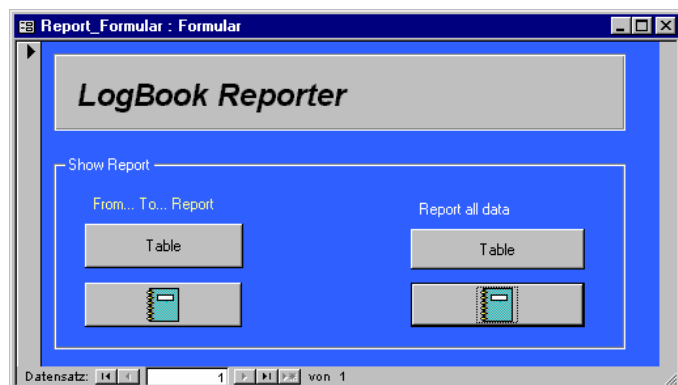 Report_Formular : Formular
LogBook Reporter
Show Report
From... To... Report
Report all data
Table
Table
Datensatz: 1 von 1